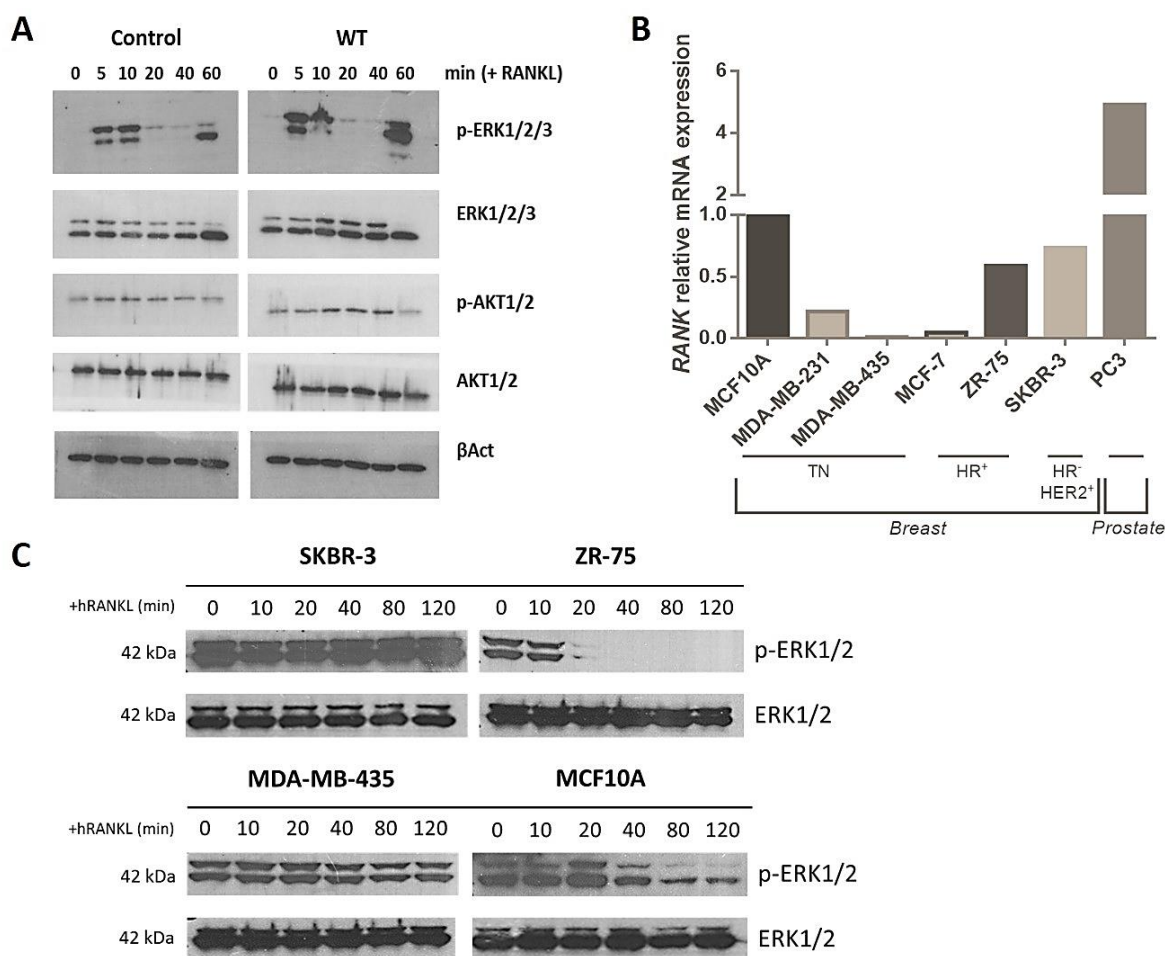 A
Control WT
0 5 10 20 40 60 0 5 10 20 40 60 min (+ RANKL)
p-ERK1/2/3
ERK1/2/3
p-AKT1/2
AKT1/2
βAct
B
RANK relative mRNA expression
6
4
2
1.0
0.5
0.0
MCF10A MDA-MB-231 MDA-MB-435 MCF-7 ZR-75 SKBR-3 PC3
TN HR+ HR-
HER2+
Breast Prostate
C
SKBR-3 ZR-75
+hRANKL (min) 0 10 20 40 80 120 0 10 20 40 80 120
42 kDa p-ERK1/2
42 kDa ERK1/2
MDA-MB-435 MCF10A
+hRANKL (min) 0 10 20 40 80 120 0 10 20 40 80 120
42 kDa p-ERK1/2
42 kDa ERK1/2